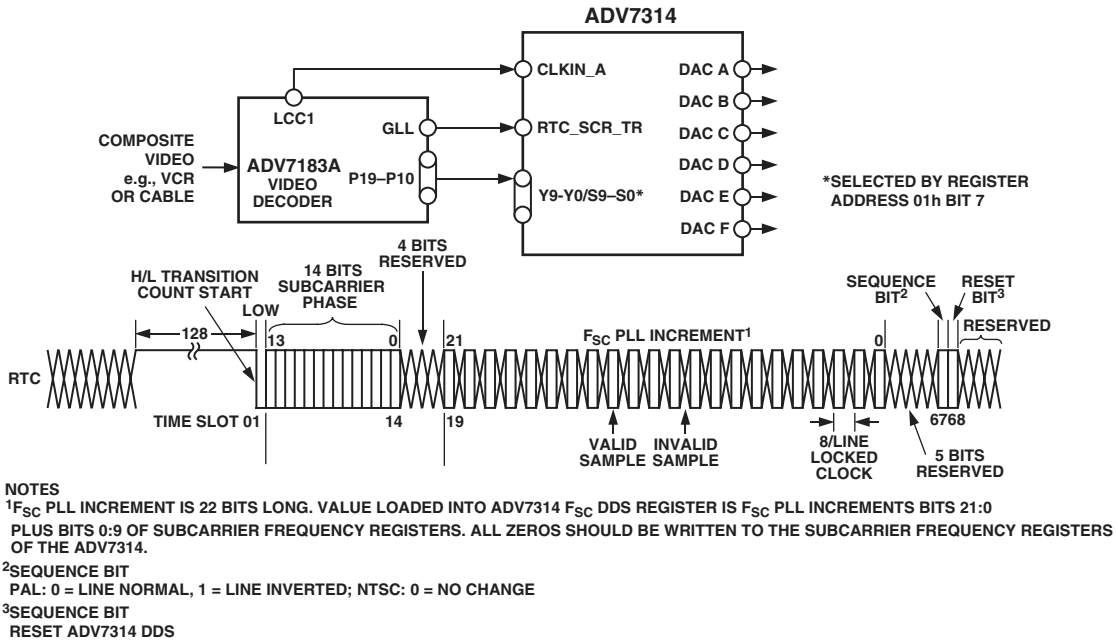 ADV7314
CLKIN_A
DAC A
DAC B
LCC1
GLL
RTC_SCR_TR
DAC C
COMPOSITE
VIDEO
e.g., VCR
OR CABLE
ADV7183A
VIDEO
DECODER
P19–P10
DAC D
Y9-Y0/S9–S0*
DAC E
DAC F
*SELECTED BY REGISTER
ADDRESS 01h BIT 7
H/L TRANSITION
COUNT START
LOW
14 BITS
SUBCARRIER
PHASE
4 BITS
RESERVED
SEQUENCE
BIT2
RESET
BIT3
RESERVED
128
13
0
21
FSC PLL INCREMENT1
0
RTC
TIME SLOT 01
14
19
VALID
SAMPLE
INVALID
SAMPLE
8/LINE
LOCKED
CLOCK
6768
5 BITS
RESERVED
NOTES
1FSC PLL INCREMENT IS 22 BITS LONG. VALUE LOADED INTO ADV7314 FSC DDS REGISTER IS FSC PLL INCREMENTS BITS 21:0
PLUS BITS 0:9 OF SUBCARRIER FREQUENCY REGISTERS. ALL ZEROS SHOULD BE WRITTEN TO THE SUBCARRIER FREQUENCY REGISTERS
OF THE ADV7314.
2SEQUENCE BIT
PAL: 0 = LINE NORMAL, 1 = LINE INVERTED; NTSC: 0 = NO CHANGE
3SEQUENCE BIT
RESET ADV7314 DDS